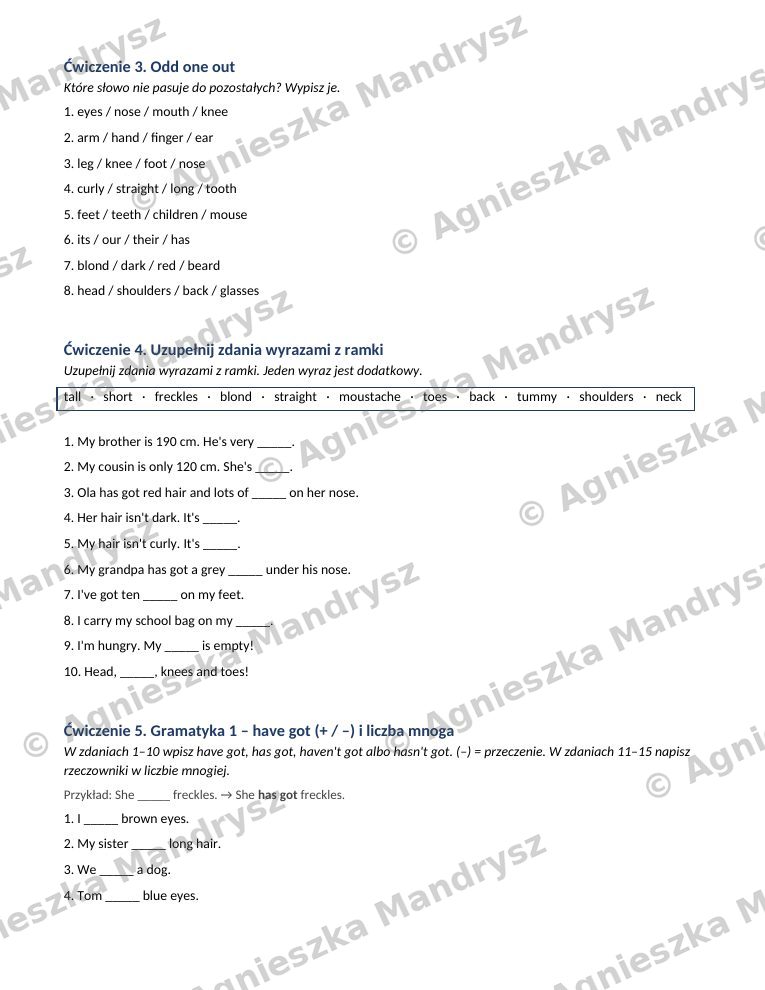 Ćwiczenie 3. Odd one out
Które słowo nie pasuje do pozostałych? Wypisz je.
1. eyes / nose / mouth / knee
2. arm / hand / finger / ear
3. leg / knee / foot / nose
4. curly / straight / long / tooth
5. feet / teeth / children / mouse
6. its / our / their / has
7. blond / dark / red / beard
8. head / shoulders / back / glasses
Ćwiczenie 4. Uzupełnij zdania wyrazami z ramki
Uzupełnij zdania wyrazami z ramki. Jeden wyraz jest dodatkowy.
tall · short · freckles · blond · straight · moustache · toes · back · tummy · shoulders · neck
1. My brother is 190 cm. He's very _____.
2. My cousin is only 120 cm. She's _____.
3. Ola has got red hair and lots of _____ on her nose.
4. Her hair isn't dark. It's _____.
5. My hair isn't curly. It's _____.
6. My grandpa has got a grey _____ under his nose.
7. I've got ten _____ on my feet.
8. I carry my school bag on my _____.
9. I'm hungry. My _____ is empty!
10. Head, _____, knees and toes!
Ćwiczenie 5. Gramatyka 1 – have got (+ / –) i liczba mnoga
W zdaniach 1–10 wpisz have got, has got, haven't got albo hasn't got. (–) = przeczenie. W zdaniach 11–15 napisz
rzeczowniki w liczbie mnogiej.
Przykład: She _____ freckles. → She has got freckles.
1. I _____ brown eyes.
2. My sister _____ long hair.
3. We _____ a dog.
4. Tom _____ blue eyes.
© Agnieszka Mandrysz